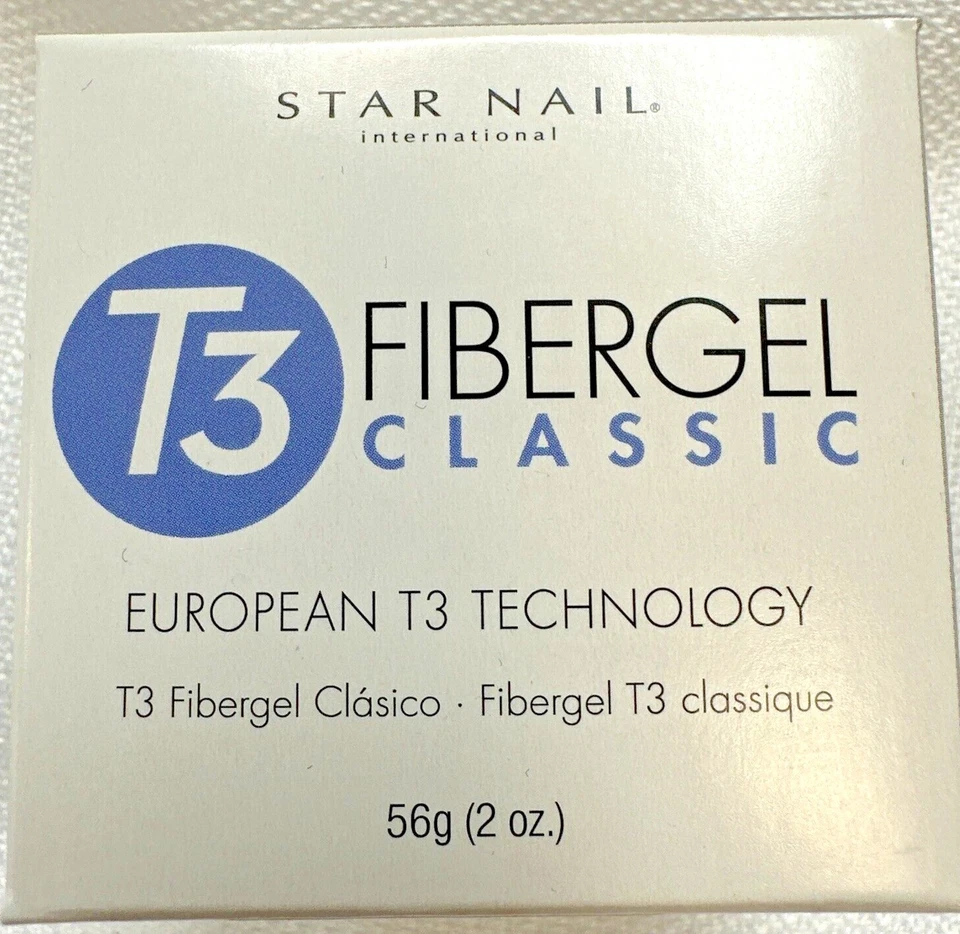 STAR NAIL®
international
T3 FIBERGEL
CLASSIC
EUROPEAN T3 TECHNOLOGY
T3 Fibergel Clásico · Fibergel T3 classique
56g (2 oz.)